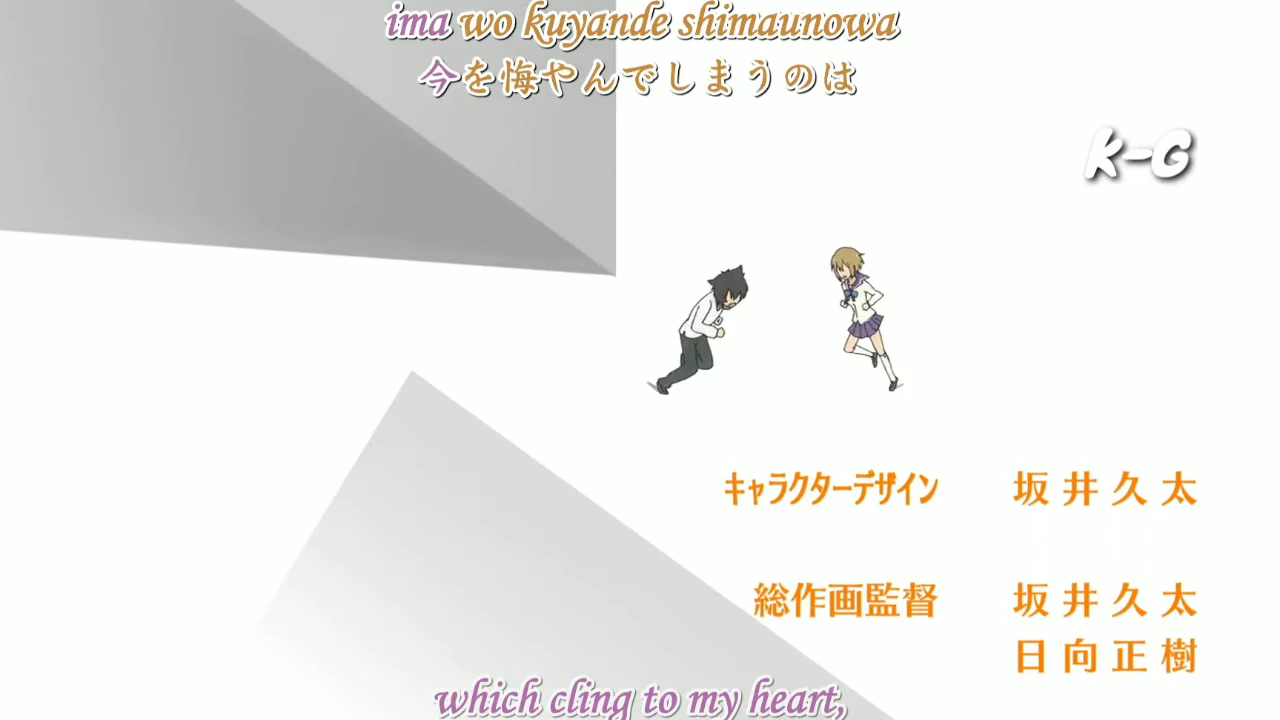 ima wo kuyande shimaunowa
今を悔やんでしまうのは
K-G
キャラクターデザイン 坂井久太
総作画監督 坂井久太
日向正樹
which cling to my heart,